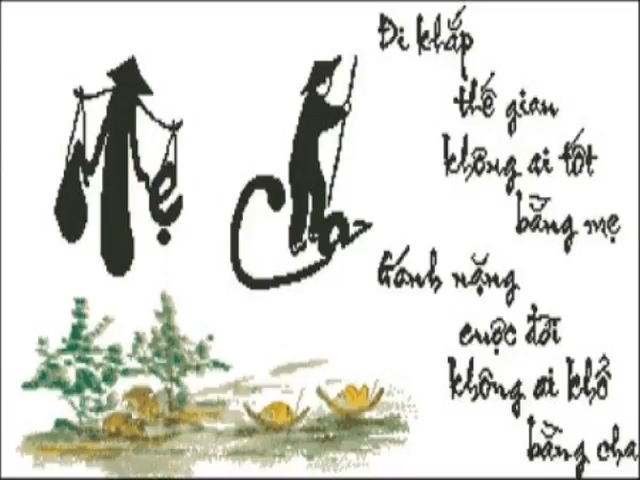 Mẹ Cha
Đi khắp
thế gian
không ai tốt
bằng mẹ
Gánh nặng
cuộc đời
không ai khổ
bằng cha